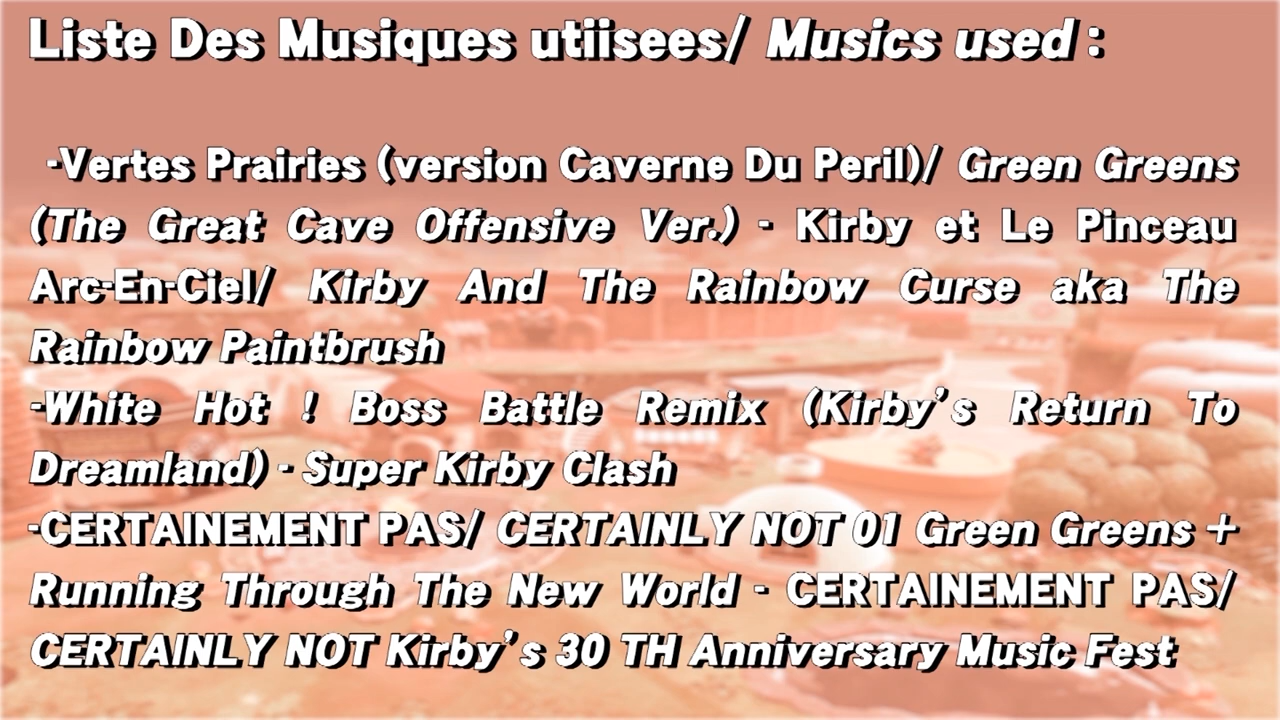 Liste Des Musiques utiisees/ Musics used :
-Vertes Prairies (version Caverne Du Peril)/ Green Greens
(The Great Cave Offensive Ver.) - Kirby et Le Pinceau
Arc-En-Ciel/ Kirby And The Rainbow Curse aka The
Rainbow Paintbrush
-White Hot ! Boss Battle Remix (Kirby's Return To
Dreamland) - Super Kirby Clash
-CERTAINEMENT PAS/ CERTAINLY NOT 01 Green Greens +
Running Through The New World - CERTAINEMENT PAS/
CERTAINLY NOT Kirby's 30 TH Anniversary Music Fest